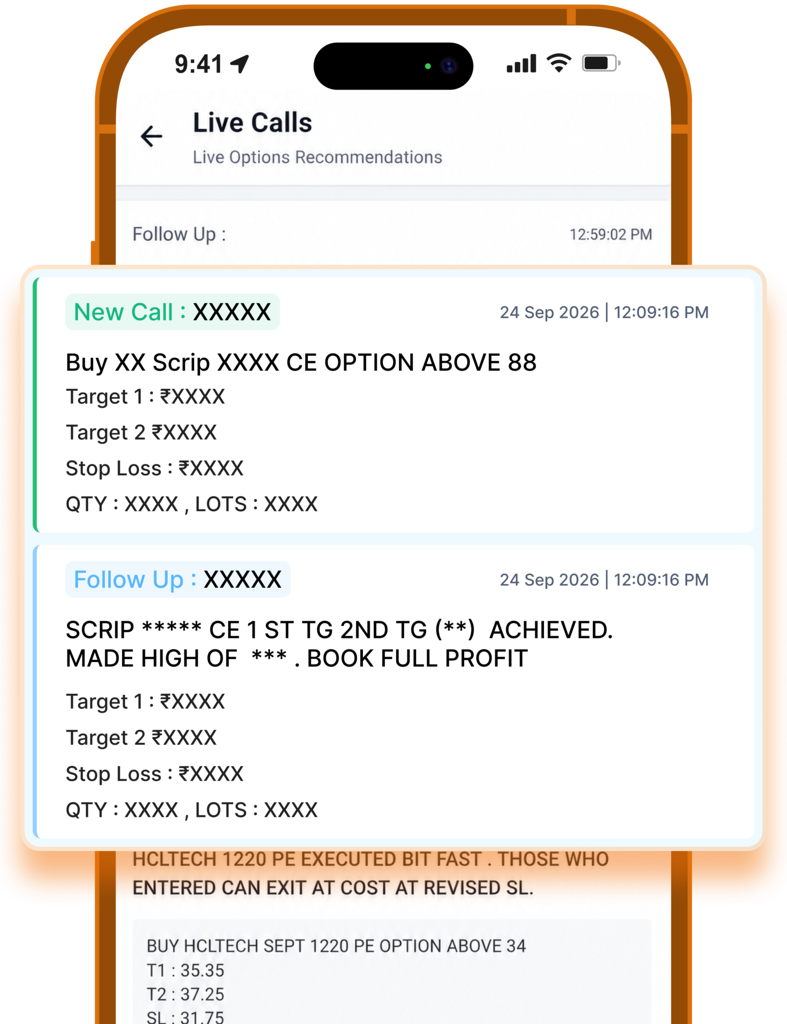 9:41
Live Calls
Live Options Recommendations
Follow Up :
12:59:02 PM
New Call : XXXXX
24 Sep 2026 | 12:09:16 PM
Buy XX Scrip XXXX CE OPTION ABOVE 88
Target 1 : ₹XXXX
Target 2 ₹XXXX
Stop Loss : ₹XXXX
QTY : XXXX , LOTS : XXXX
Follow Up : XXXXX
24 Sep 2026 | 12:09:16 PM
SCRIP ***** CE 1 ST TG 2ND TG (**) ACHIEVED.
MADE HIGH OF *** . BOOK FULL PROFIT
Target 1 : ₹XXXX
Target 2 ₹XXXX
Stop Loss : ₹XXXX
QTY : XXXX , LOTS : XXXX
HCLTECH 1220 PE EXECUTED BIT FAST . THOSE WHO
ENTERED CAN EXIT AT COST AT REVISED SL.
BUY HCLTECH SEPT 1220 PE OPTION ABOVE 34
T1 : 35.35
T2 : 37.25
SL : 31.75